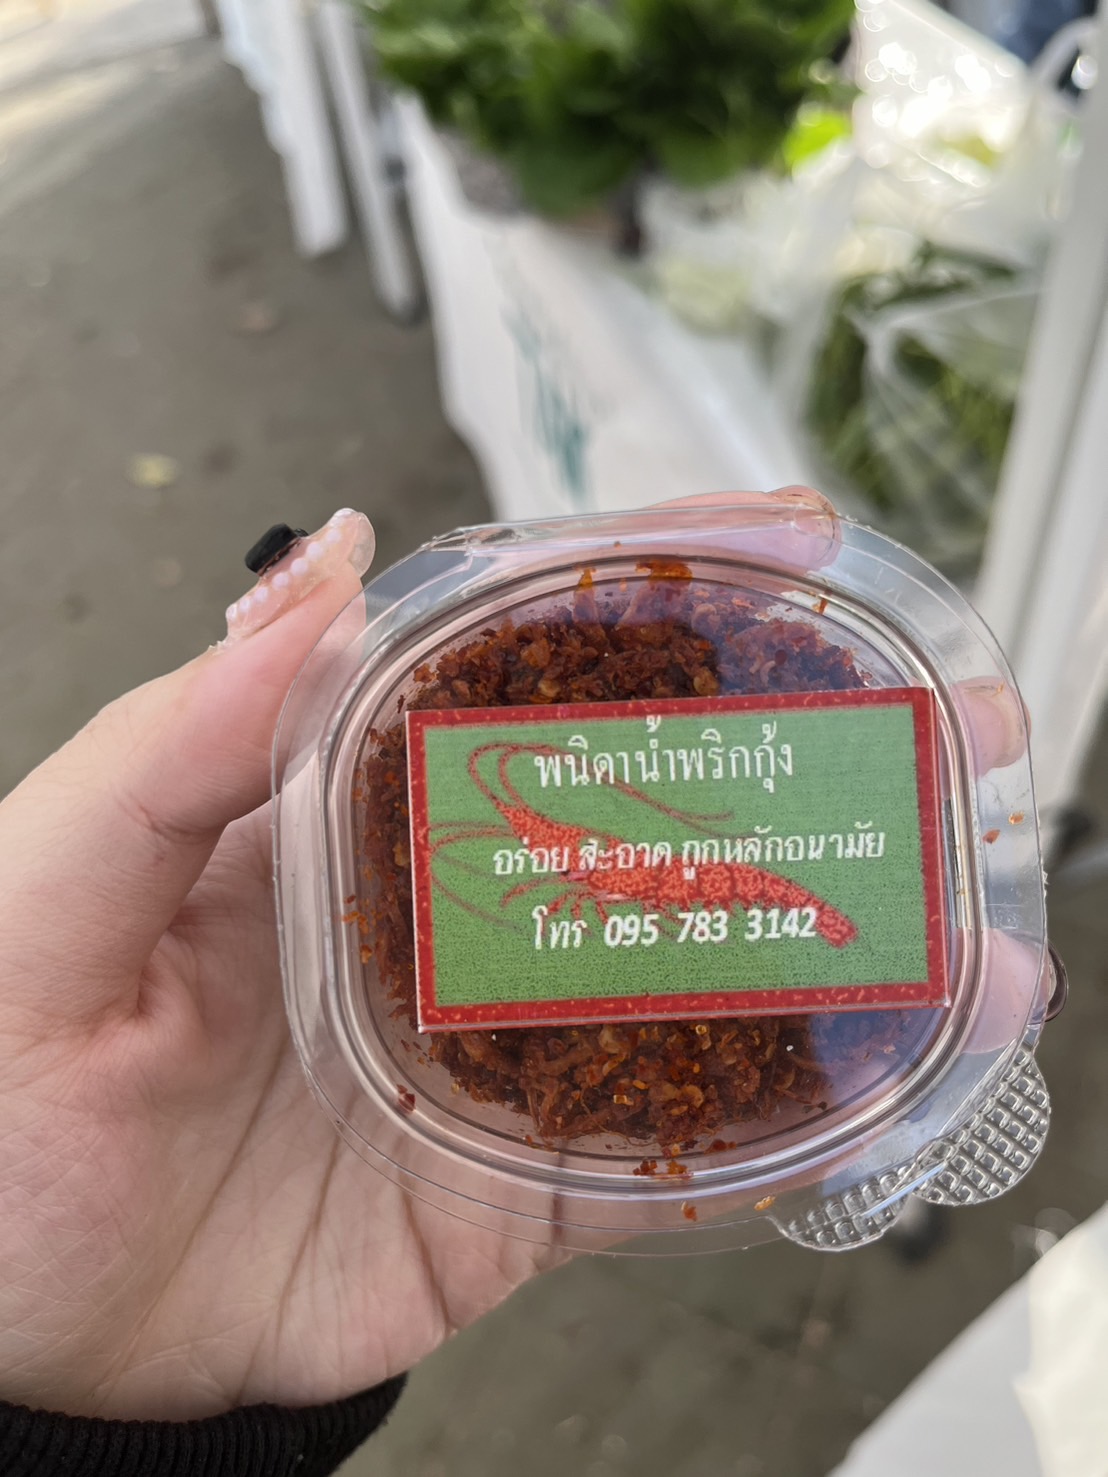 พนิดาน้ำพริกกุ้ง
อร่อย สะอาด ถูกหลักอนามัย
โทร 095 783 3142